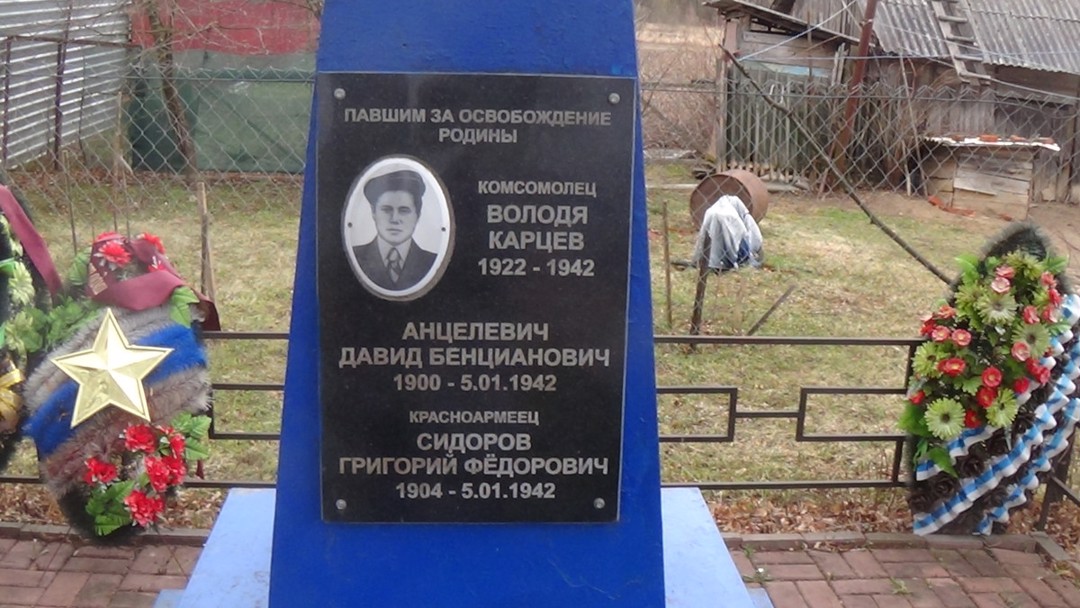 ПАВШИМ ЗА ОСВОБОЖДЕНИЕ
РОДИНЫ
КОМСОМОЛЕЦ
ВОЛОДЯ
КАРЦЕВ
1922 - 1942
АНЦЕЛЕВИЧ
ДАВИД БЕНЦИАНОВИЧ
1900 - 5.01.1942
КРАСНОАРМЕЕЦ
СИДОРОВ
ГРИГОРИЙ ФЁДОРОВИЧ
1904 - 5.01.1942